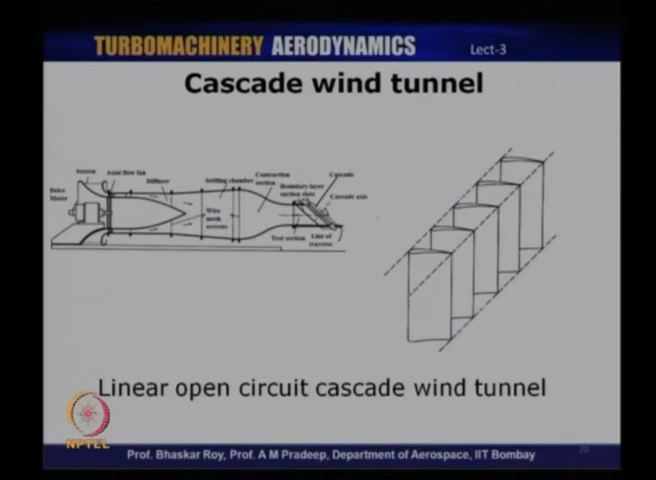 TURBOMACHINERY AERODYNAMICS Lect-3
Cascade wind tunnel
Screen
Axial flow fan
Diffuser
Settling chamber
Contraction section
Cascade
Drive Motor
Boundary layer suction slots
Cascade axis
Wire mesh screens
Test section
Line of traverse
Linear open circuit cascade wind tunnel
NPTEL
Prof. Bhaskar Roy, Prof. A M Pradeep, Department of Aerospace, IIT Bombay
20